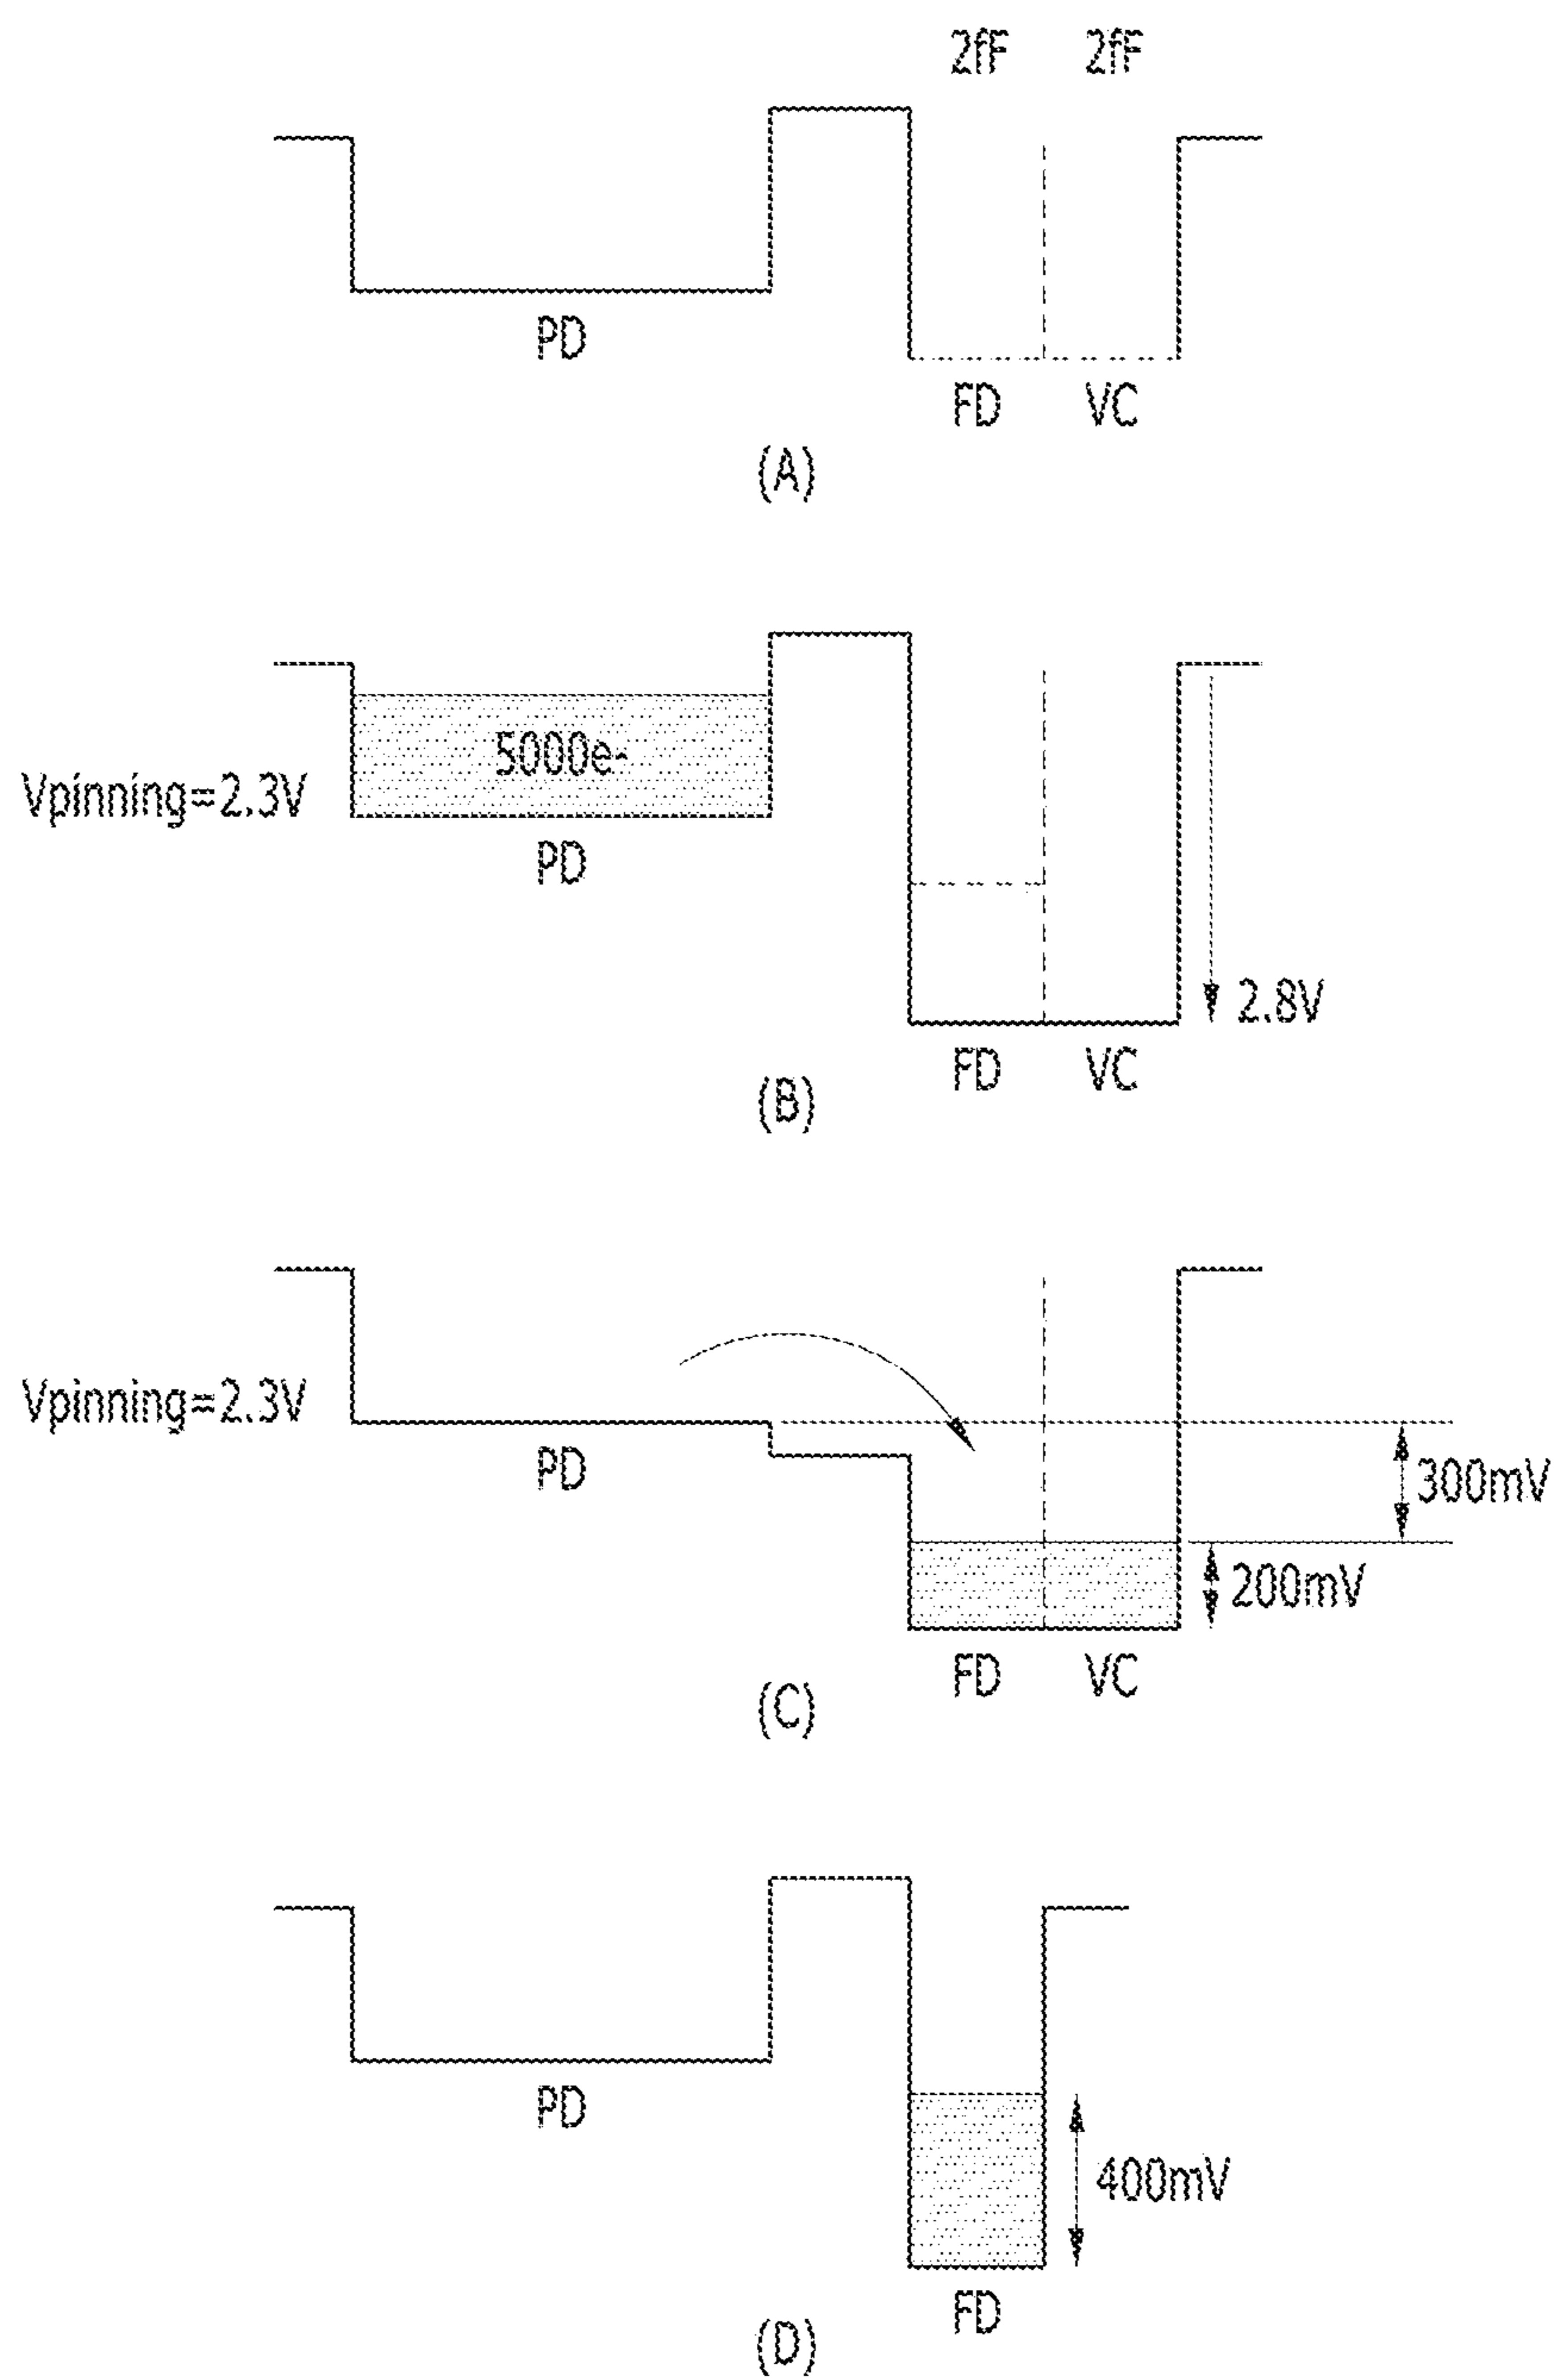 2fF 2fF
PD
FD VC
(A)
5000e-
Vpinning=2.3V
PD
2.8V
FD VC
(B)
Vpinning=2.3V
PD
300mV
200mV
FD VC
(C)
PD
400mV
FD
(D)